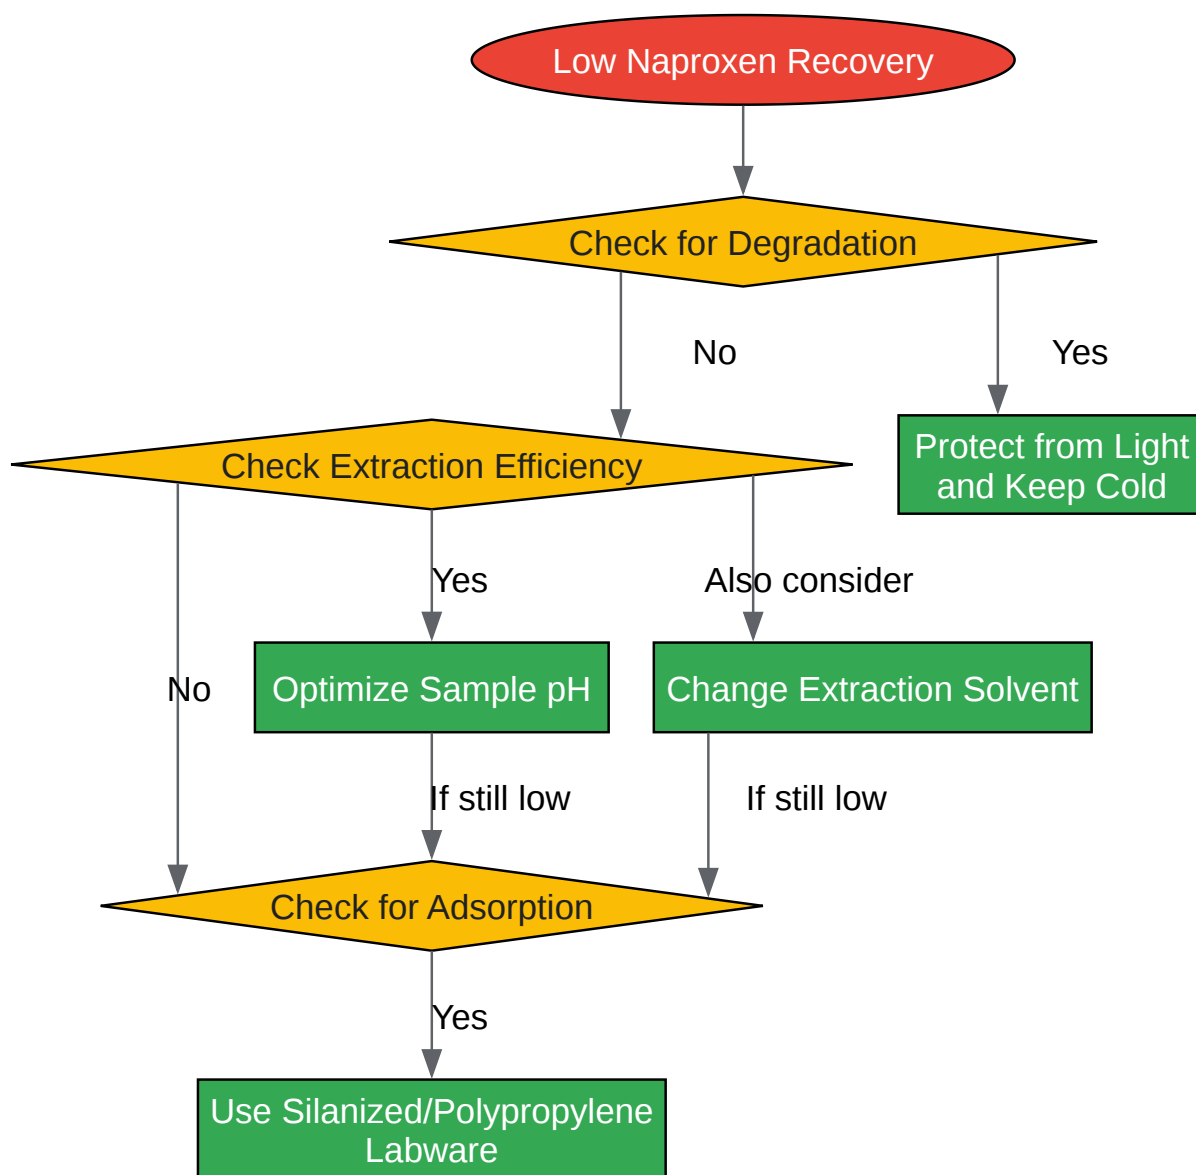 Low Naproxen Recovery
Check for Degradation
No
Yes
Protect from Light
and Keep Cold
Check Extraction Efficiency
Yes
Also consider
No
Optimize Sample pH
Change Extraction Solvent
If still low
If still low
Check for Adsorption
Yes
Use Silanized/Polypropylene
Labware